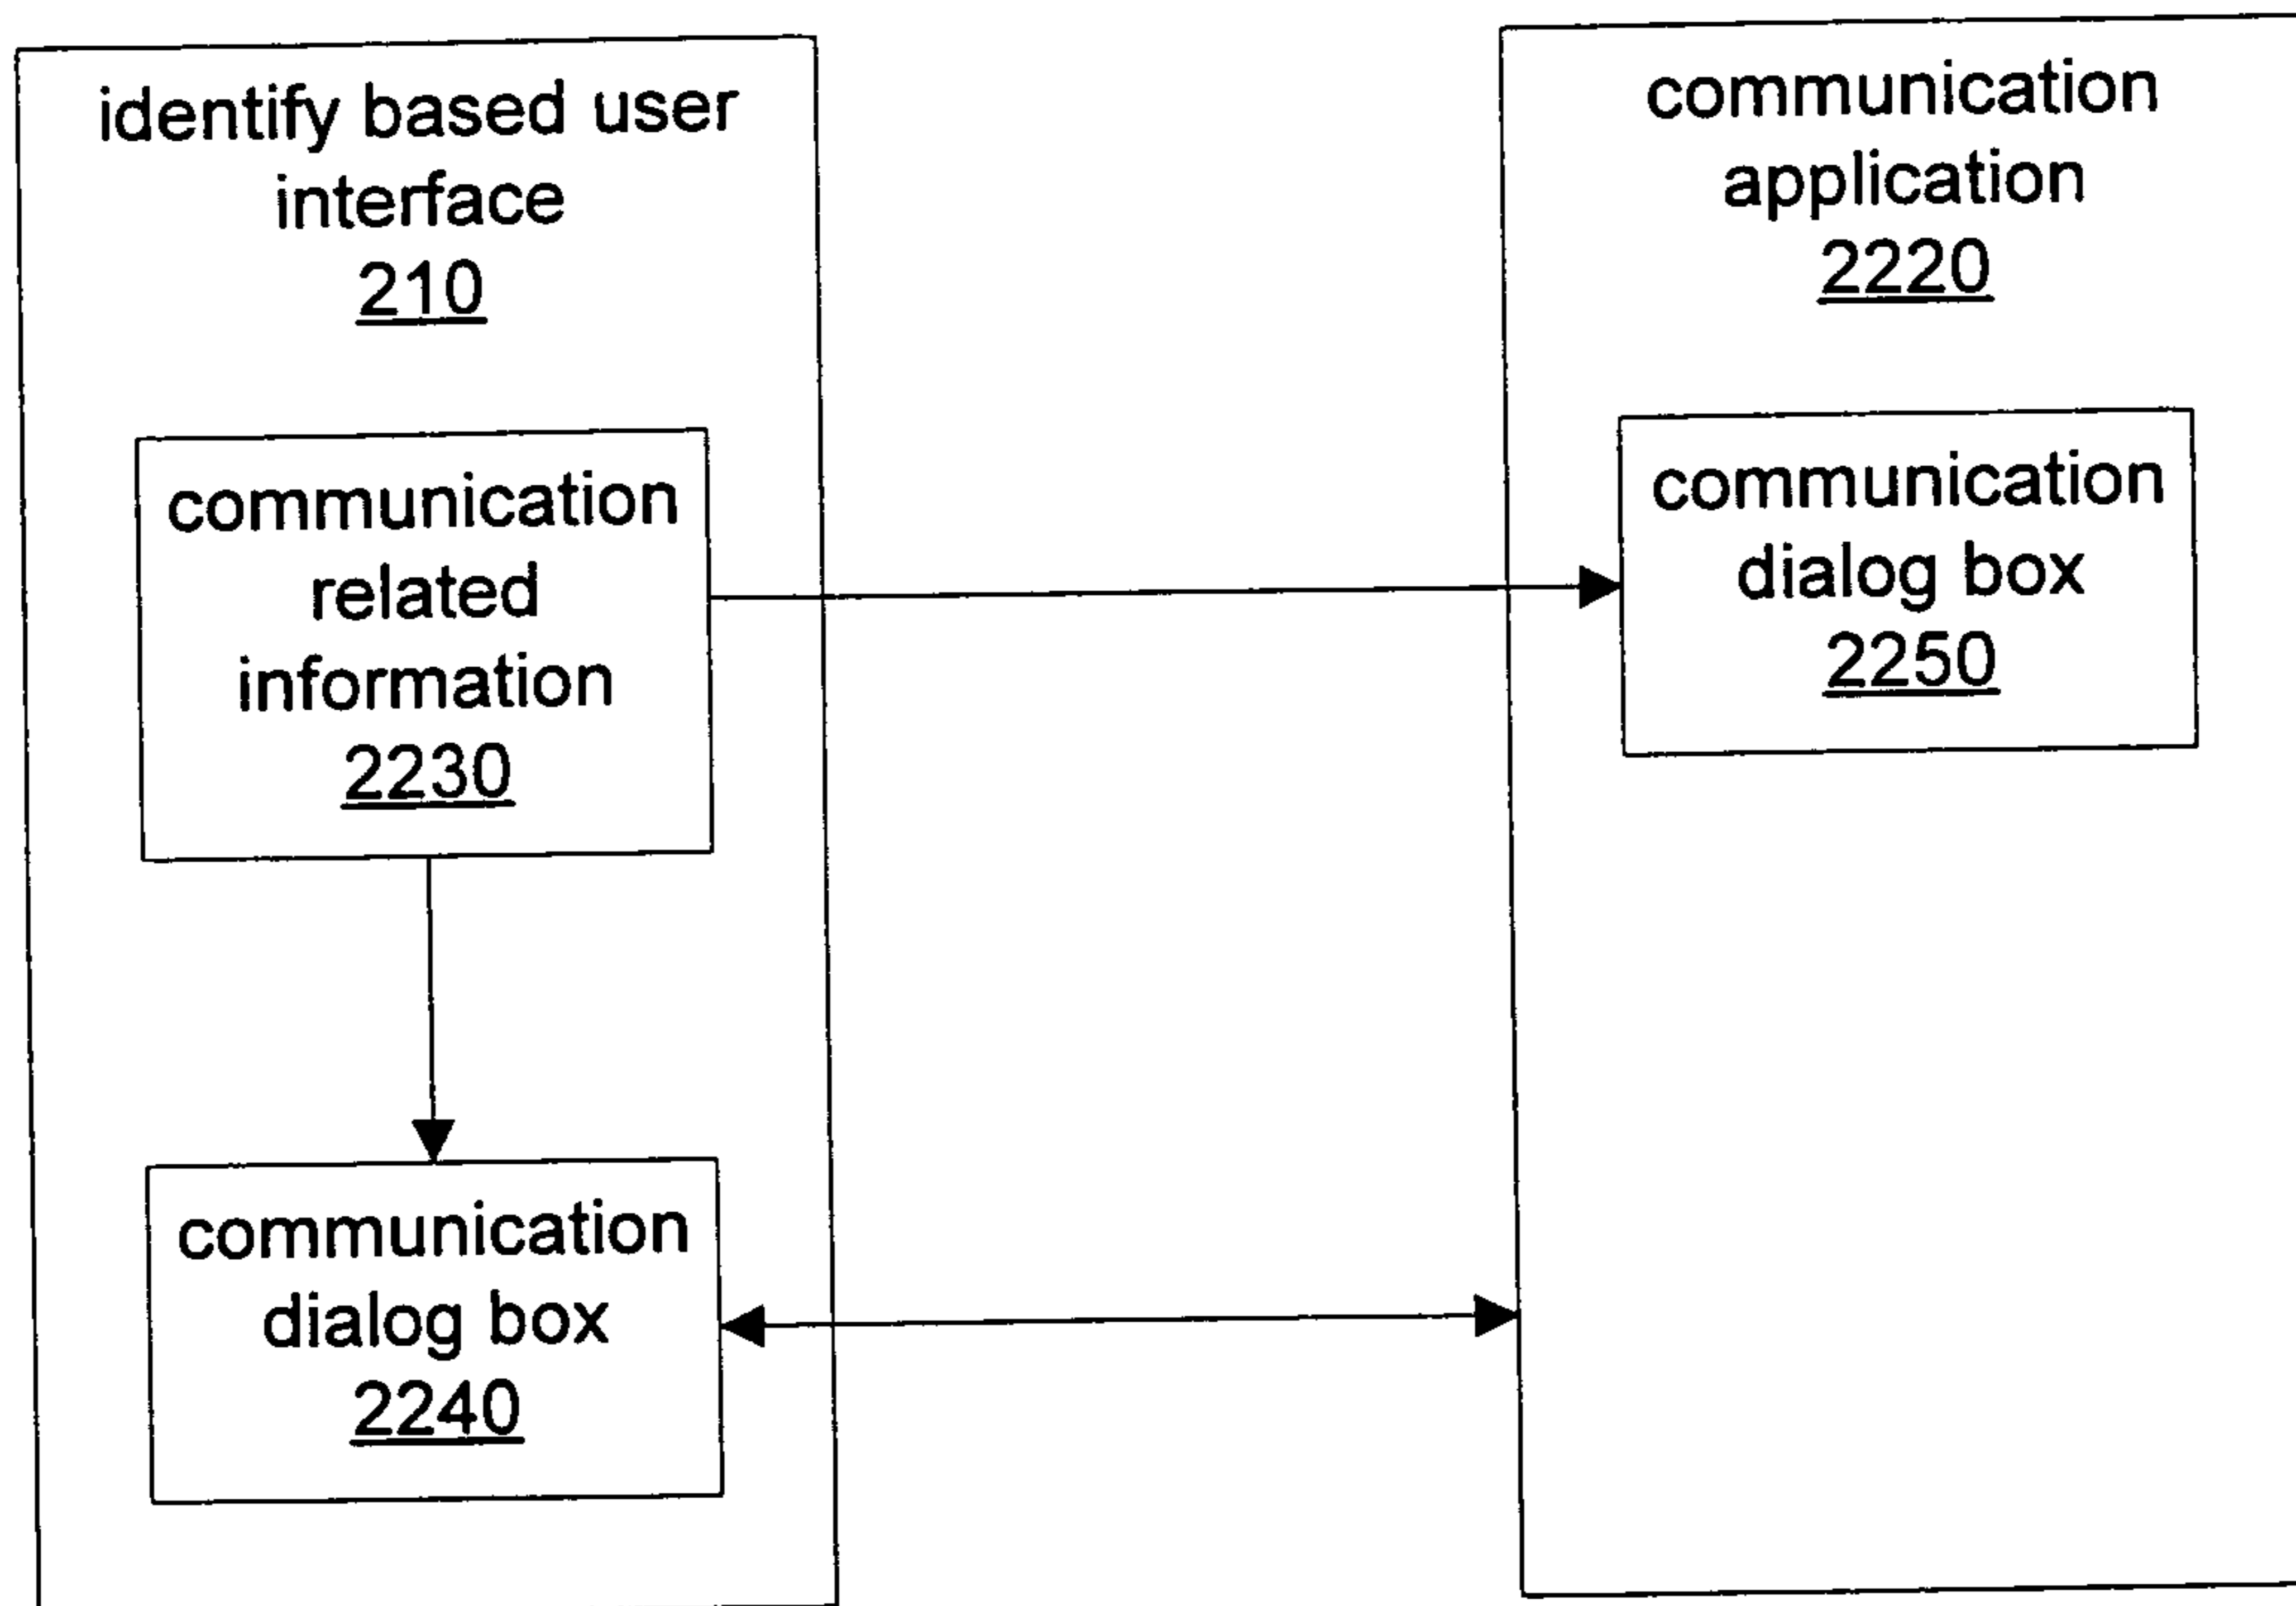 identify based user
interface
210
communication
related
information
2230
communication
dialog box
2240
communication
application
2220
communication
dialog box
2250